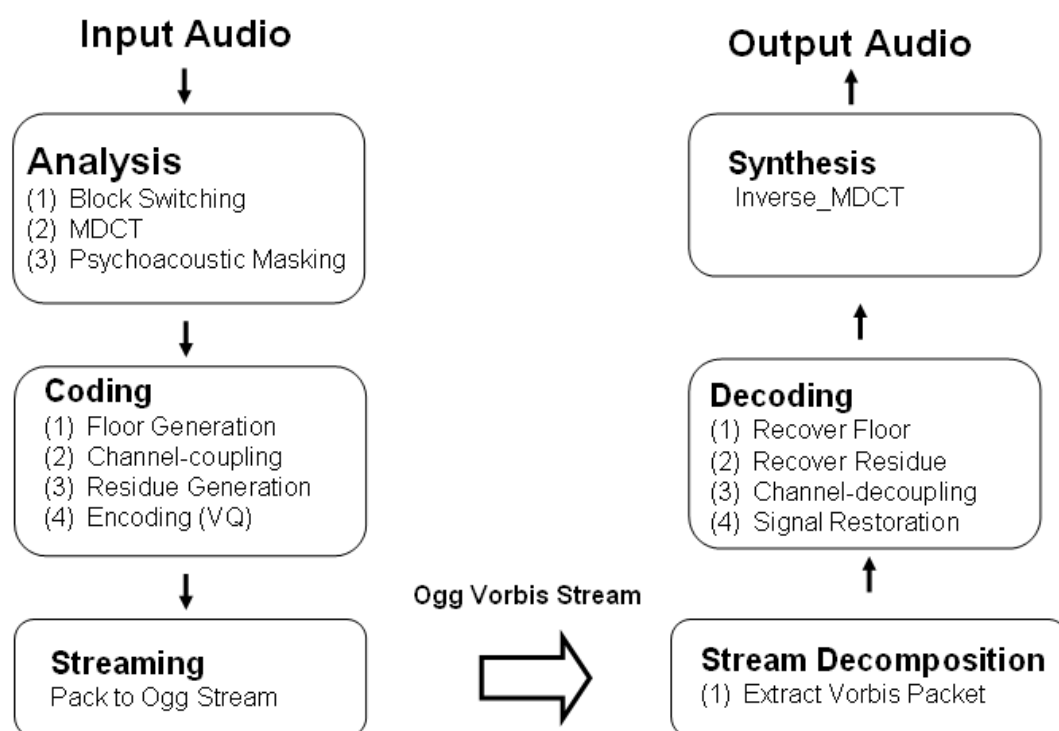 Input Audio
Analysis
(1) Block Switching
(2) MDCT
(3) Psychoacoustic Masking
Coding
(1) Floor Generation
(2) Channel-coupling
(3) Residue Generation
(4) Encoding (VQ)
Streaming
Pack to Ogg Stream
Ogg Vorbis Stream
Output Audio
Synthesis
Inverse_MDCT
Decoding
(1) Recover Floor
(2) Recover Residue
(3) Channel-decoupling
(4) Signal Restoration
Stream Decomposition
(1) Extract Vorbis Packet